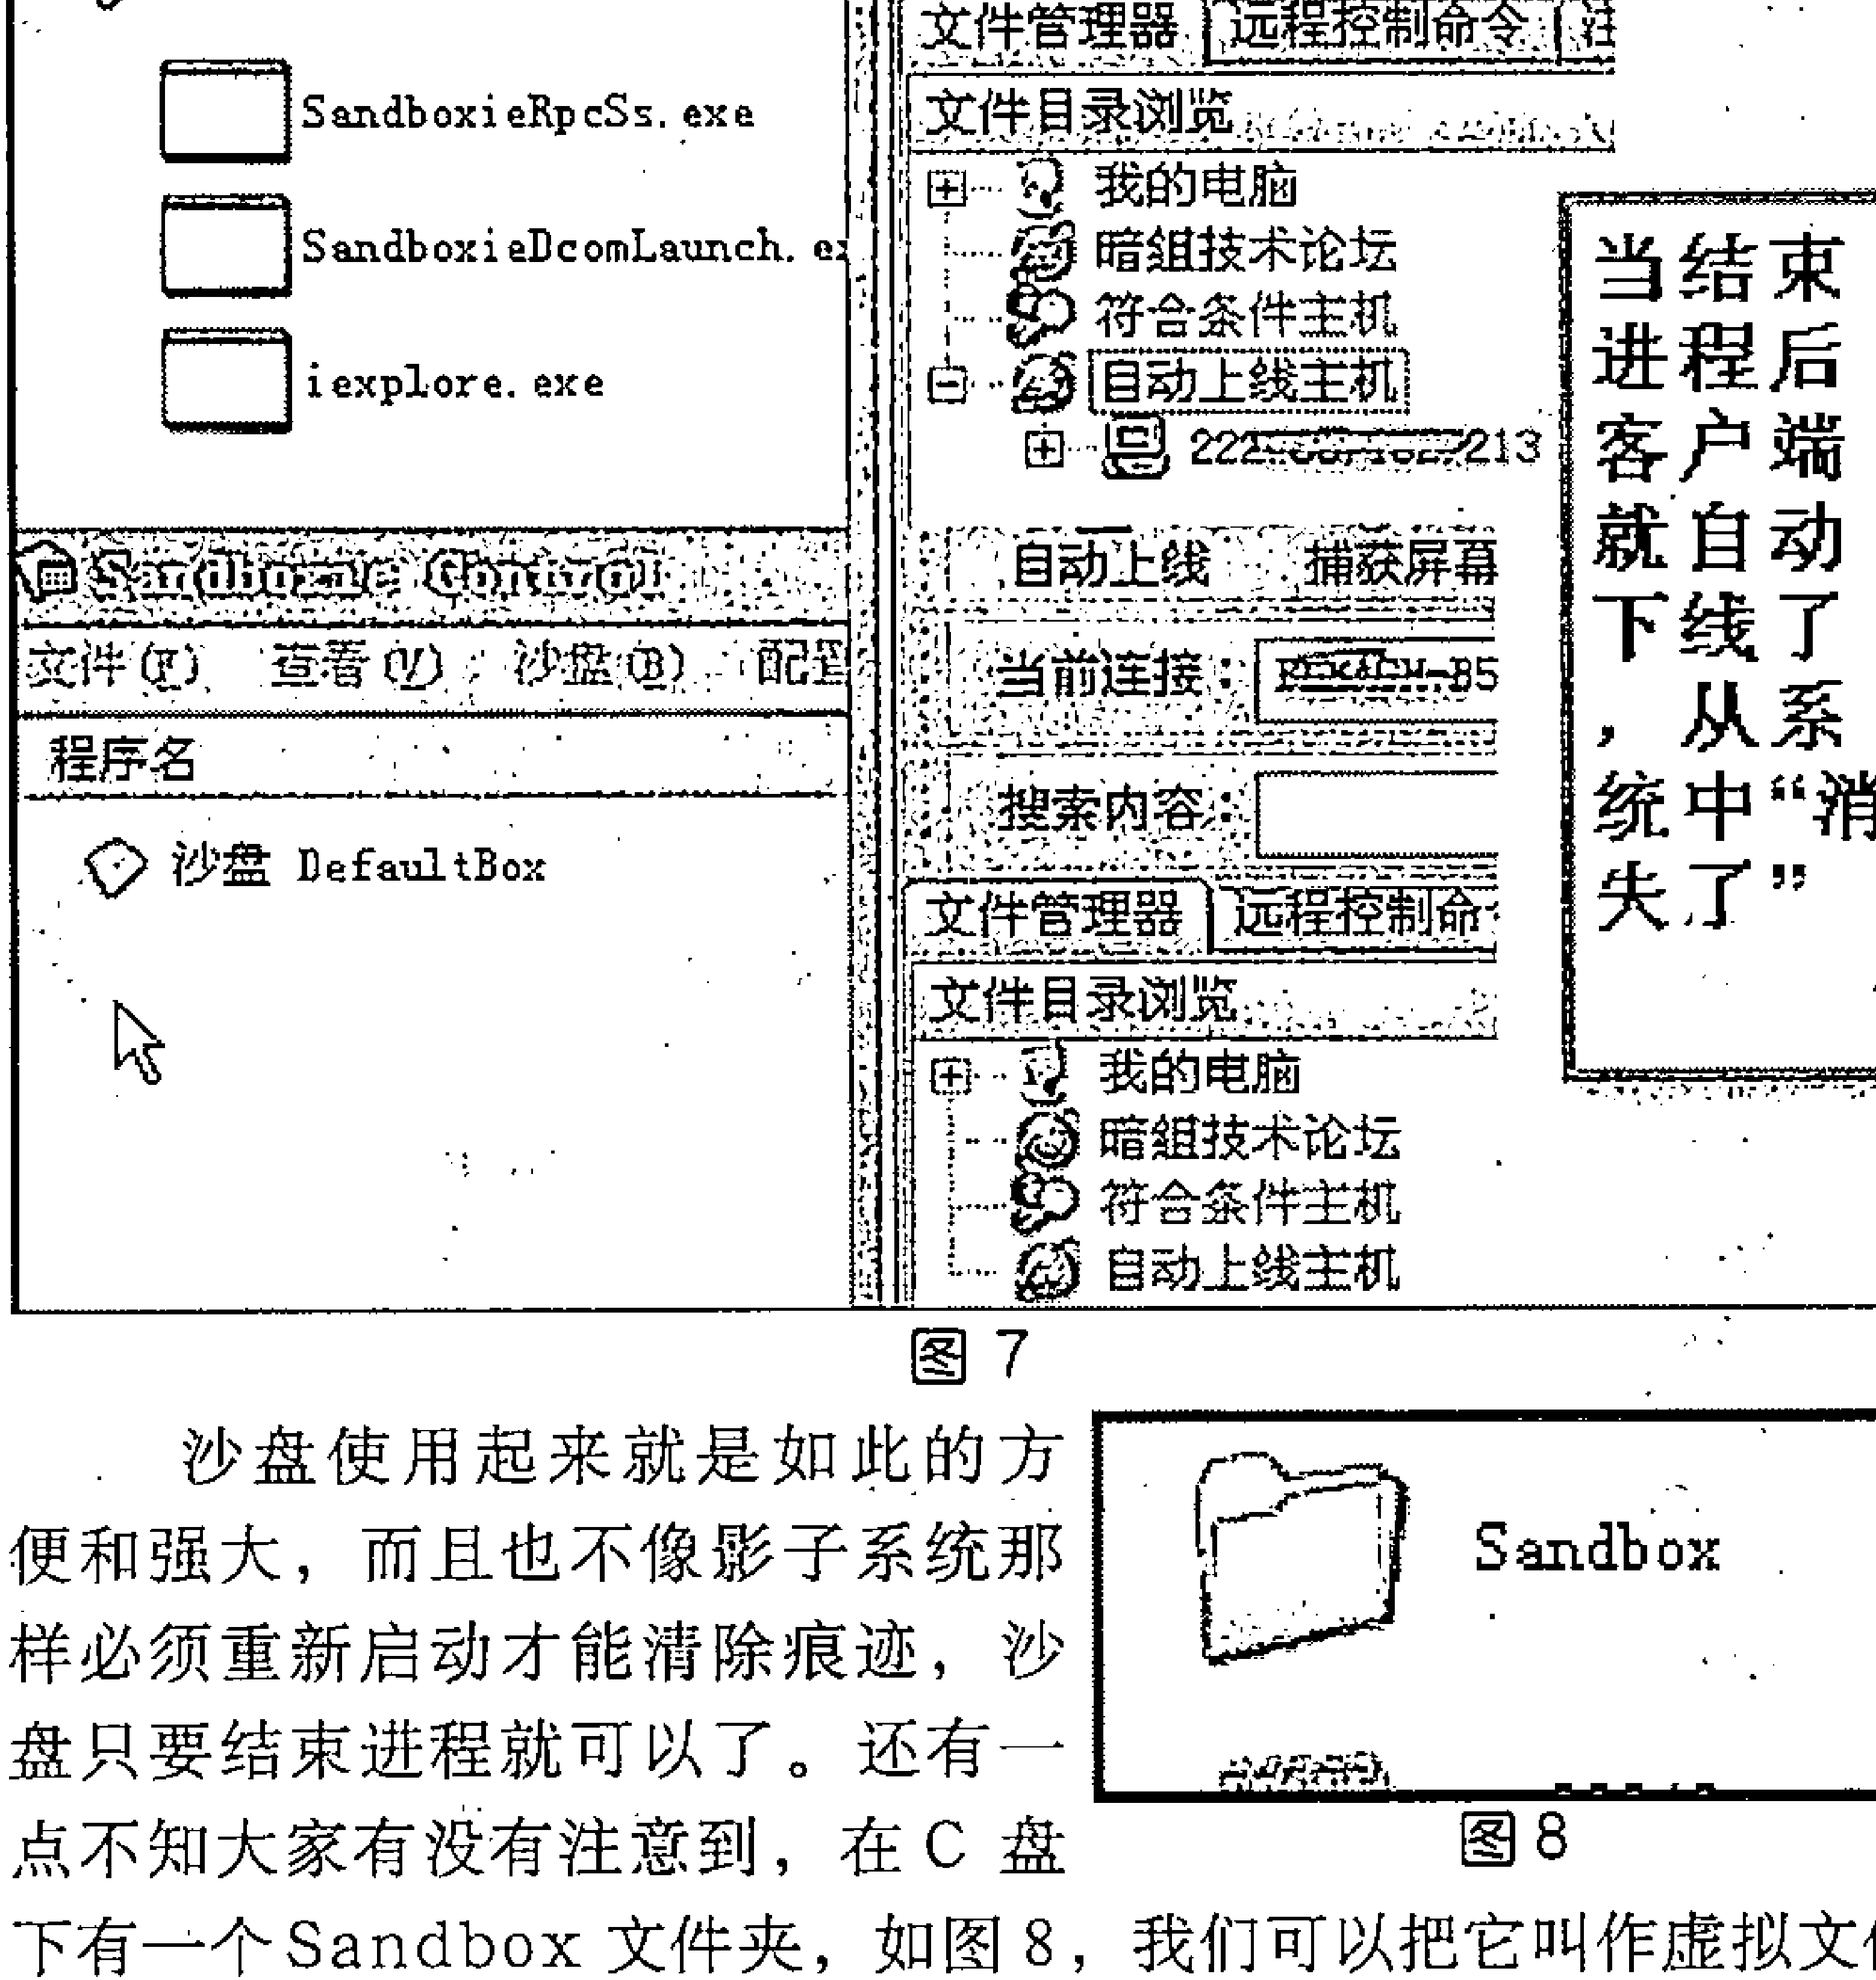 SandboxieRpcSs.exe
SandboxieDcomLaunch.ex
iexplore.exe
Sandboxie Control
文件(F) 查看(V) 沙盘(B) 配置
程序名
沙盘 DefaultBox
文件管理器 远程控制命令 注
文件目录浏览
我的电脑
暗组技术论坛
符合条件主机
自动上线主机
222 213
自动上线 捕获屏幕
当前连接: -B5
搜索内容:
文件管理器 远程控制命
文件目录浏览
我的电脑
暗组技术论坛
符合条件主机
自动上线主机
当结束
进程后
客户端
就自动
下线了
，从系
统中“消
失了”
图 7
沙盘使用起来就是如此的方
便和强大，而且也不像影子系统那
样必须重新启动才能清除痕迹，沙
盘只要结束进程就可以了。还有一
点不知大家有没有注意到，在 C 盘
下有一个 Sandbox 文件夹，如图 8，我们可以把它叫作虚拟文件
Sandbox
图 8